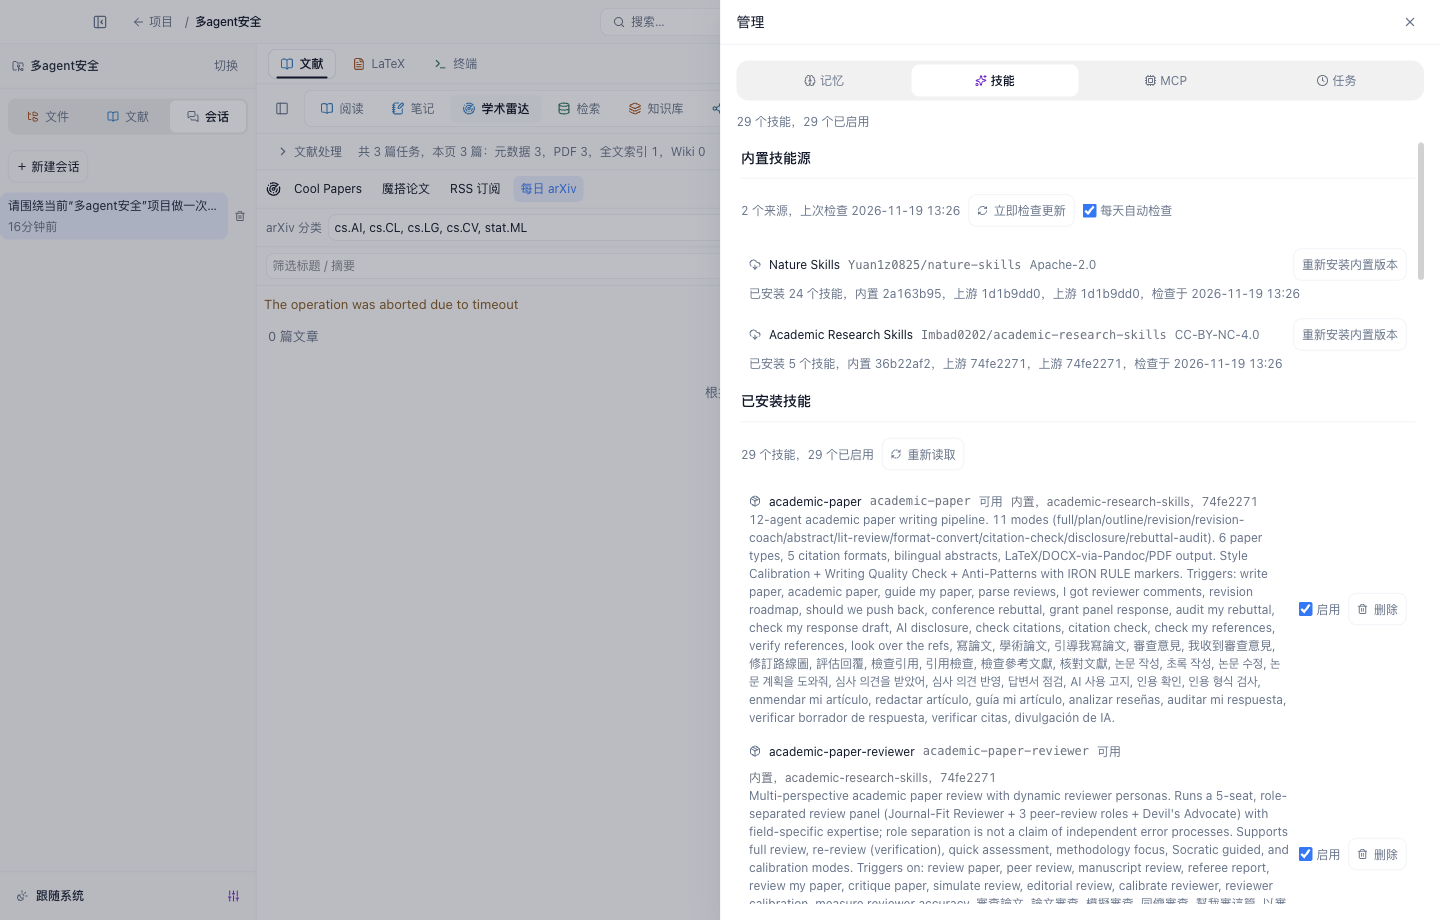 项目 / 多agent安全
搜索...
多agent安全
切换
文件
文献
会话
+ 新建会话
请围绕当前“多agent安全”项目做一次...
16分钟前
跟随系统
文献
LaTeX
终端
阅读
笔记
学术雷达
检索
知识库
文献处理 共 3 篇任务，本页 3 篇：元数据 3，PDF 3，全文索引 1，Wiki 0
Cool Papers
魔搭论文
RSS 订阅
每日 arXiv
arXiv 分类
cs.AI, cs.CL, cs.LG, cs.CV, stat.ML
筛选标题 / 摘要
The operation was aborted due to timeout
0 篇文章
管理
记忆
技能
MCP
任务
29 个技能，29 个已启用
内置技能源
2 个来源，上次检查 2026-11-19 13:26
立即检查更新
每天自动检查
Nature Skills Yuan1z0825/nature-skills Apache-2.0
重新安装内置版本
已安装 24 个技能，内置 2a163b95，上游 1d1b9dd0，上游 1d1b9dd0，检查于 2026-11-19 13:26
Academic Research Skills Imbad0202/academic-research-skills CC-BY-NC-4.0
重新安装内置版本
已安装 5 个技能，内置 36b22af2，上游 74fe2271，上游 74fe2271，检查于 2026-11-19 13:26
已安装技能
29 个技能，29 个已启用
重新读取
academic-paper academic-paper 可用 内置，academic-research-skills，74fe2271
12-agent academic paper writing pipeline. 11 modes (full/plan/outline/revision/revision-
coach/abstract/lit-review/format-convert/citation-check/disclosure/rebuttal-audit). 6 paper
types, 5 citation formats, bilingual abstracts, LaTeX/DOCX-via-Pandoc/PDF output. Style
Calibration + Writing Quality Check + Anti-Patterns with IRON RULE markers. Triggers: write
paper, academic paper, guide my paper, parse reviews, I got reviewer comments, revision
roadmap, should we push back, conference rebuttal, grant panel response, audit my rebuttal,
check my response draft, AI disclosure, check citations, citation check, check my references,
verify references, look over the refs, 寫論文, 學術論文, 引導我寫論文, 審查意見, 我收到審查意見,
修訂路線圖, 評估回覆, 檢查引用, 引用檢查, 檢查參考文獻, 核對文獻, 논문 작성, 초록 작성, 논문 수정, 논
문 계획을 도와줘, 심사 의견을 받았어, 심사 의견 반영, 답변서 점검, AI 사용 고지, 인용 확인, 인용 형식 검사,
enmendar mi artículo, redactar artículo, guía mi artículo, analizar reseñas, auditar mi respuesta,
verificar borrador de respuesta, verificar citas, divulgación de IA.
启用
删除
academic-paper-reviewer academic-paper-reviewer 可用
内置，academic-research-skills，74fe2271
Multi-perspective academic paper review with dynamic reviewer personas. Runs a 5-seat, role-
separated review panel (Journal-Fit Reviewer + 3 peer-review roles + Devil's Advocate) with
field-specific expertise; role separation is not a claim of independent error processes. Supports
full review, re-review (verification), quick assessment, methodology focus, Socratic guided, and
calibration modes. Triggers on: review paper, peer review, manuscript review, referee report,
review my paper, critique paper, simulate review, editorial review, calibrate reviewer, reviewer
calibration, measure reviewer accuracy, 審查論文, 論文審查, 模擬審查, 同儕審查, 幫我審這篇, 以審
启用
删除